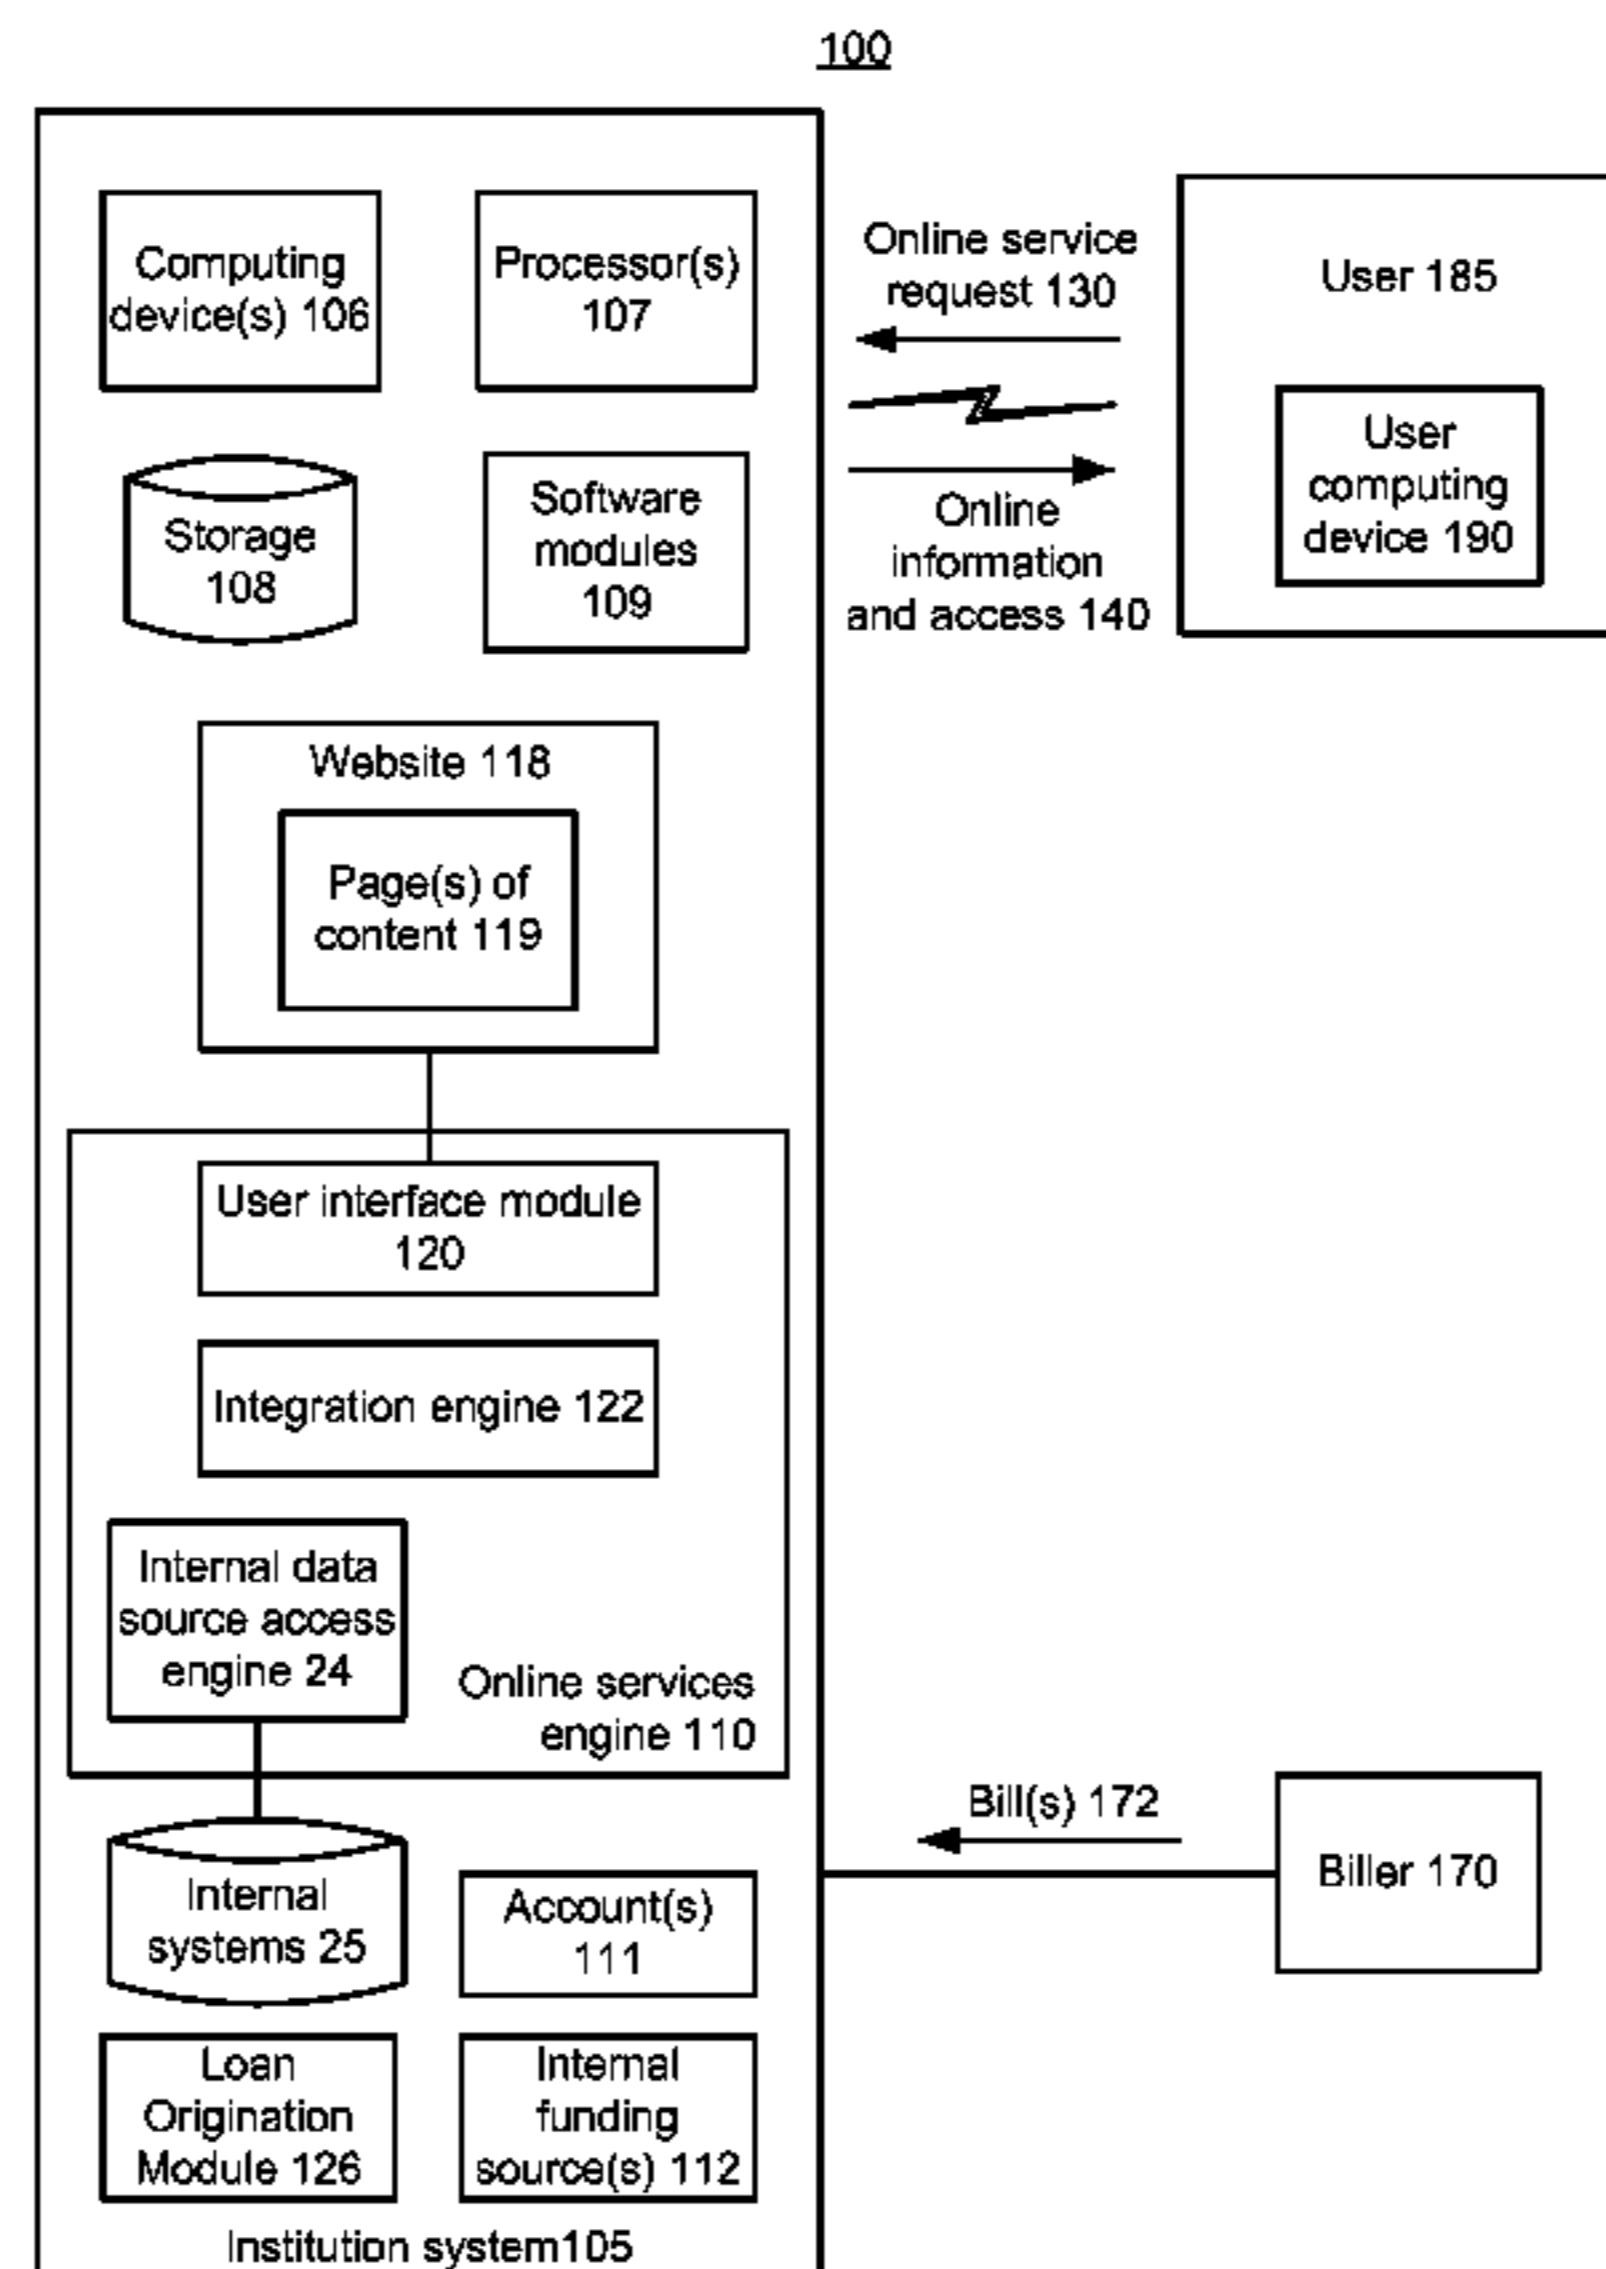 100
Computing
device(s) 106
Processor(s)
107
Storage
108
Software
modules
109
Online service
request 130
Online
information
and access 140
User 185
User
computing
device 190
Website 118
Page(s) of
content 119
User interface module
120
Integration engine 122
Internal data
source access
engine 24
Online services
engine 110
Internal
systems 25
Account(s)
111
Loan
Origination
Module 126
Internal
funding
source(s) 112
Institution system105
Bill(s) 172
Biller 170